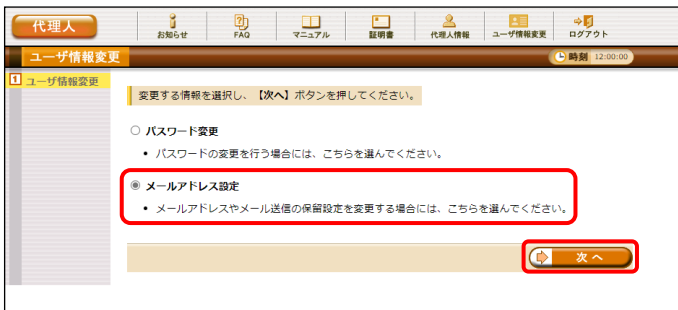 代理人
お知らせ
FAQ
マニュアル
証明書
代理人情報
ユーザ情報変更
ログアウト
ユーザ情報変更
時刻 12:00:00
1 ユーザ情報変更
変更する情報を選択し、【次へ】ボタンを押してください。
パスワード変更
• パスワードの変更を行う場合には、こちらを選んでください。
メールアドレス設定
• メールアドレスやメール送信の保留設定を変更する場合には、こちらを選んでください。
次 へ